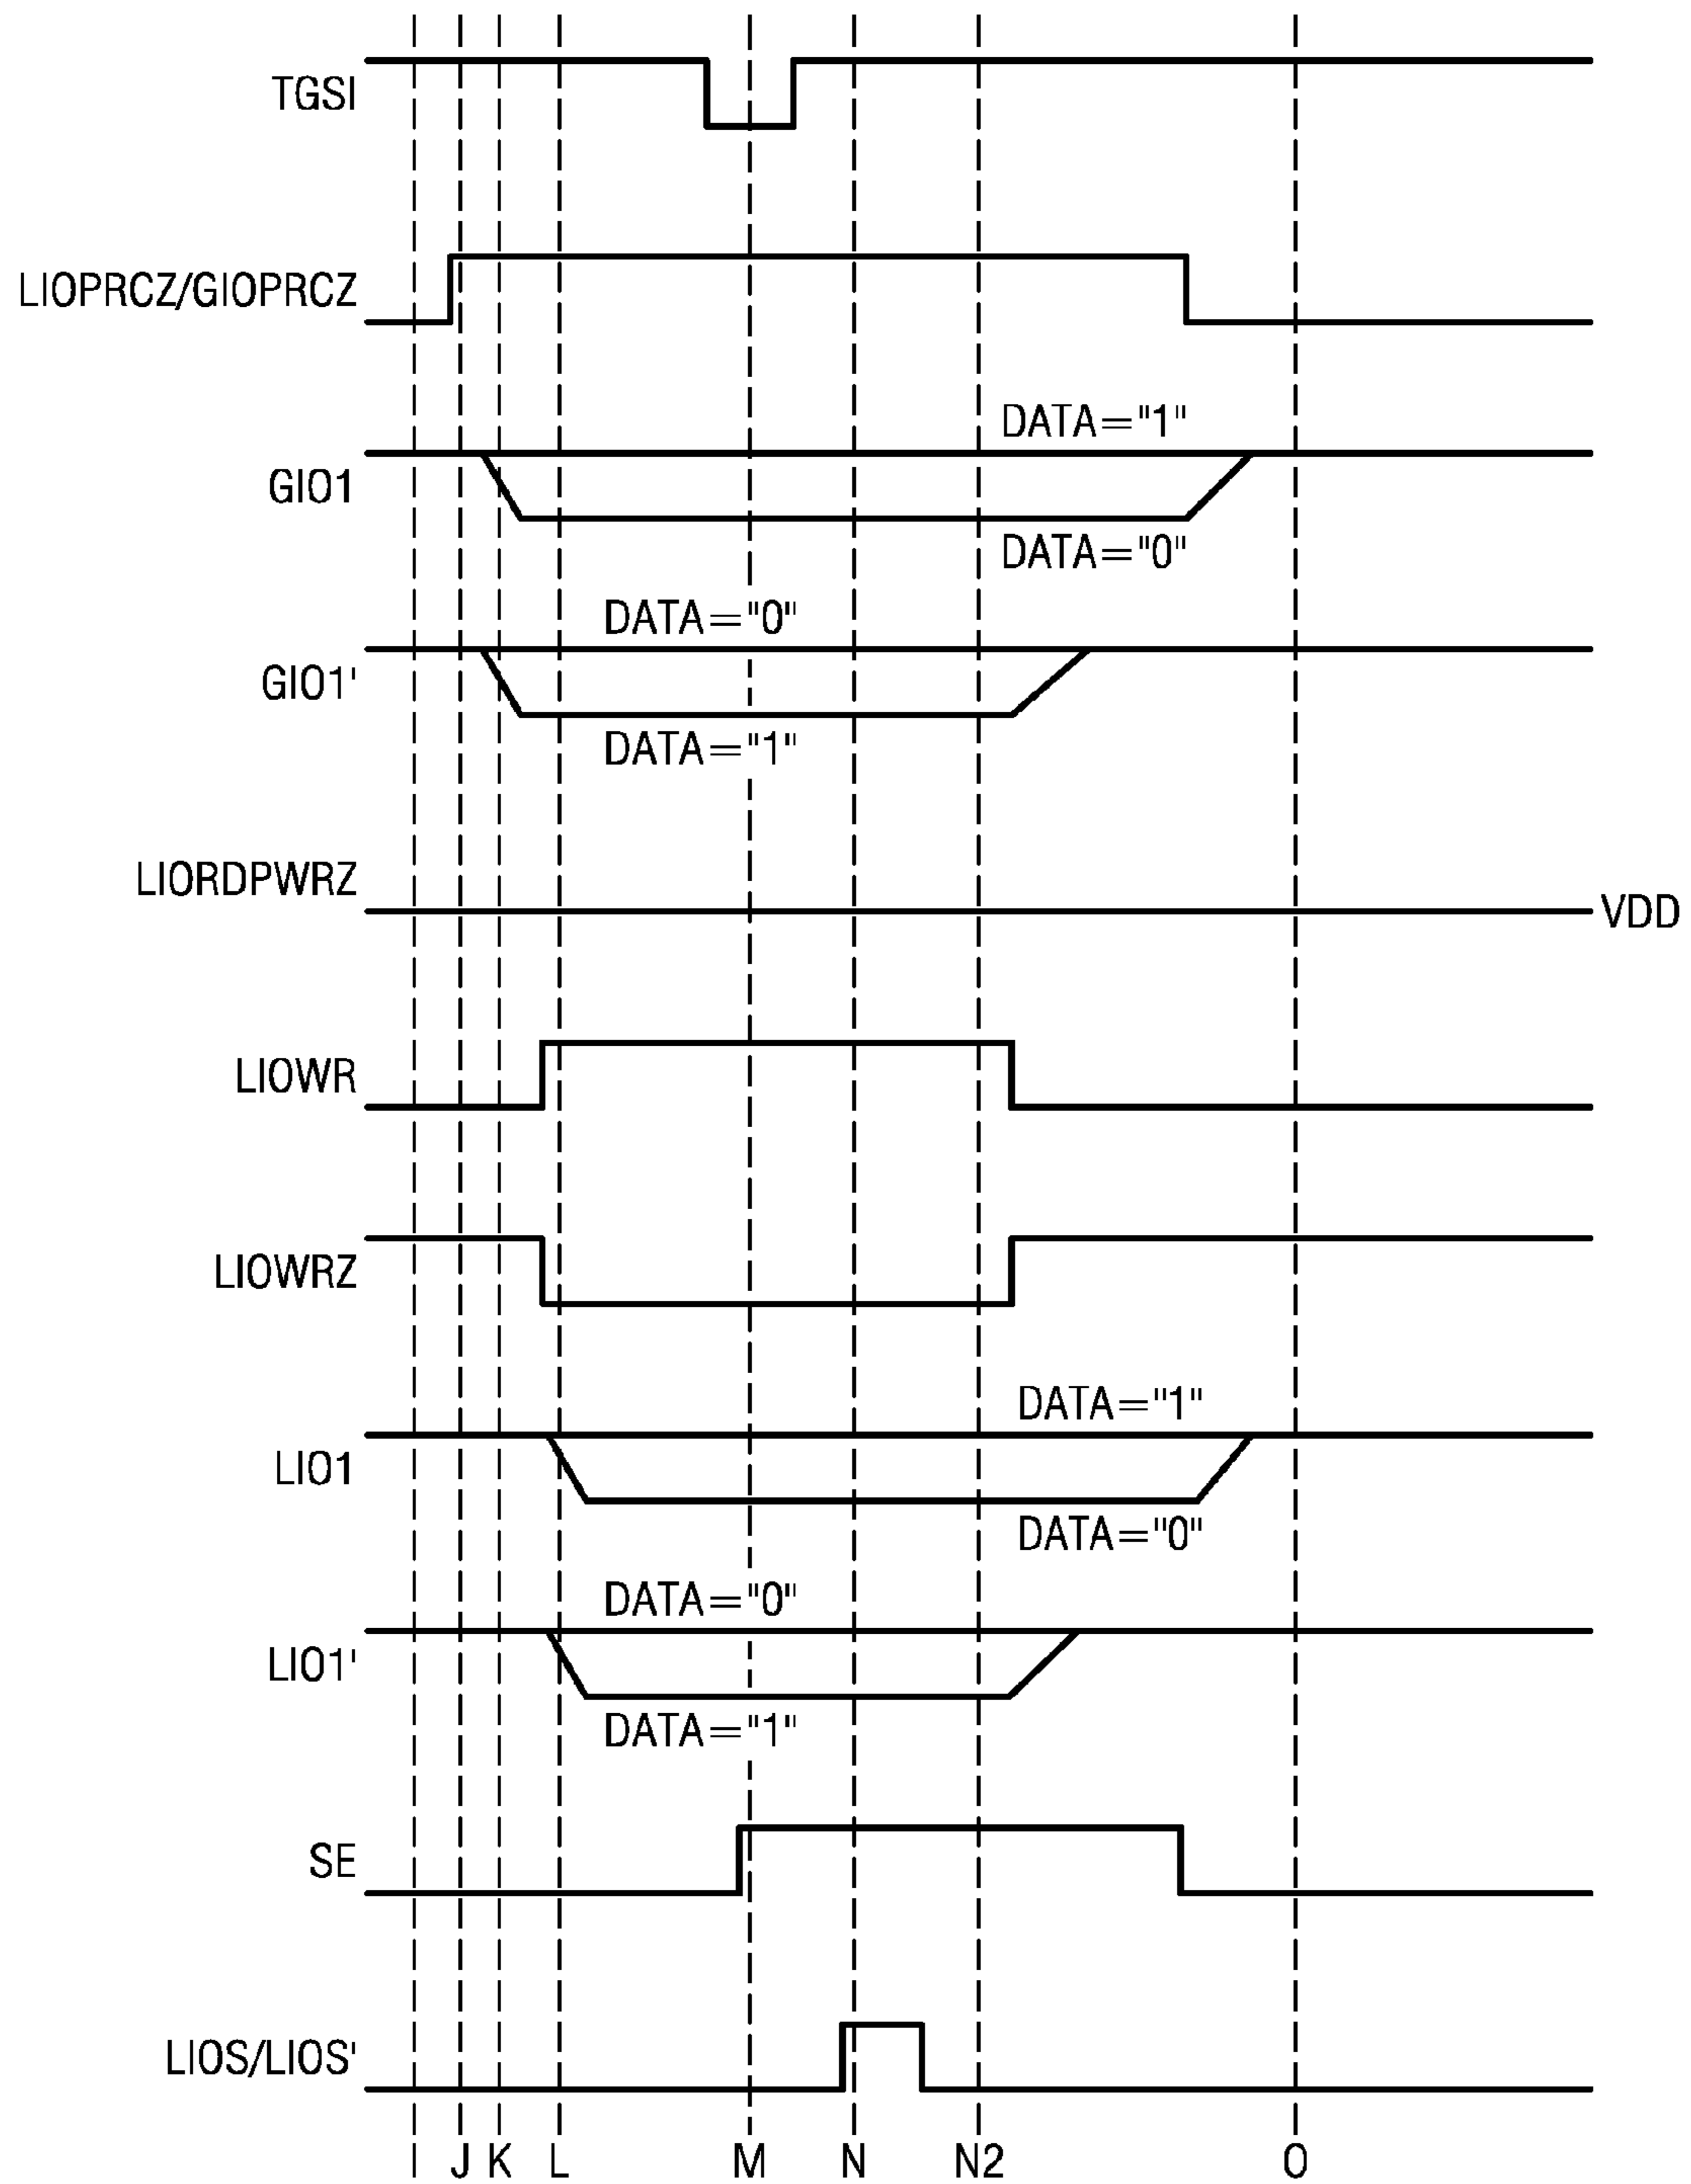 TGSI
LIOPRCZ/GIOPRCZ
DATA="1"
GIO1
DATA="0"
DATA="0"
GIO1'
DATA="1"
LIORDPWRZ
VDD
LIOWR
LIOWRZ
DATA="1"
LIO1
DATA="0"
DATA="0"
LIO1'
DATA="1"
SE
LIOS/LIOS'
I J K L M N N2 O